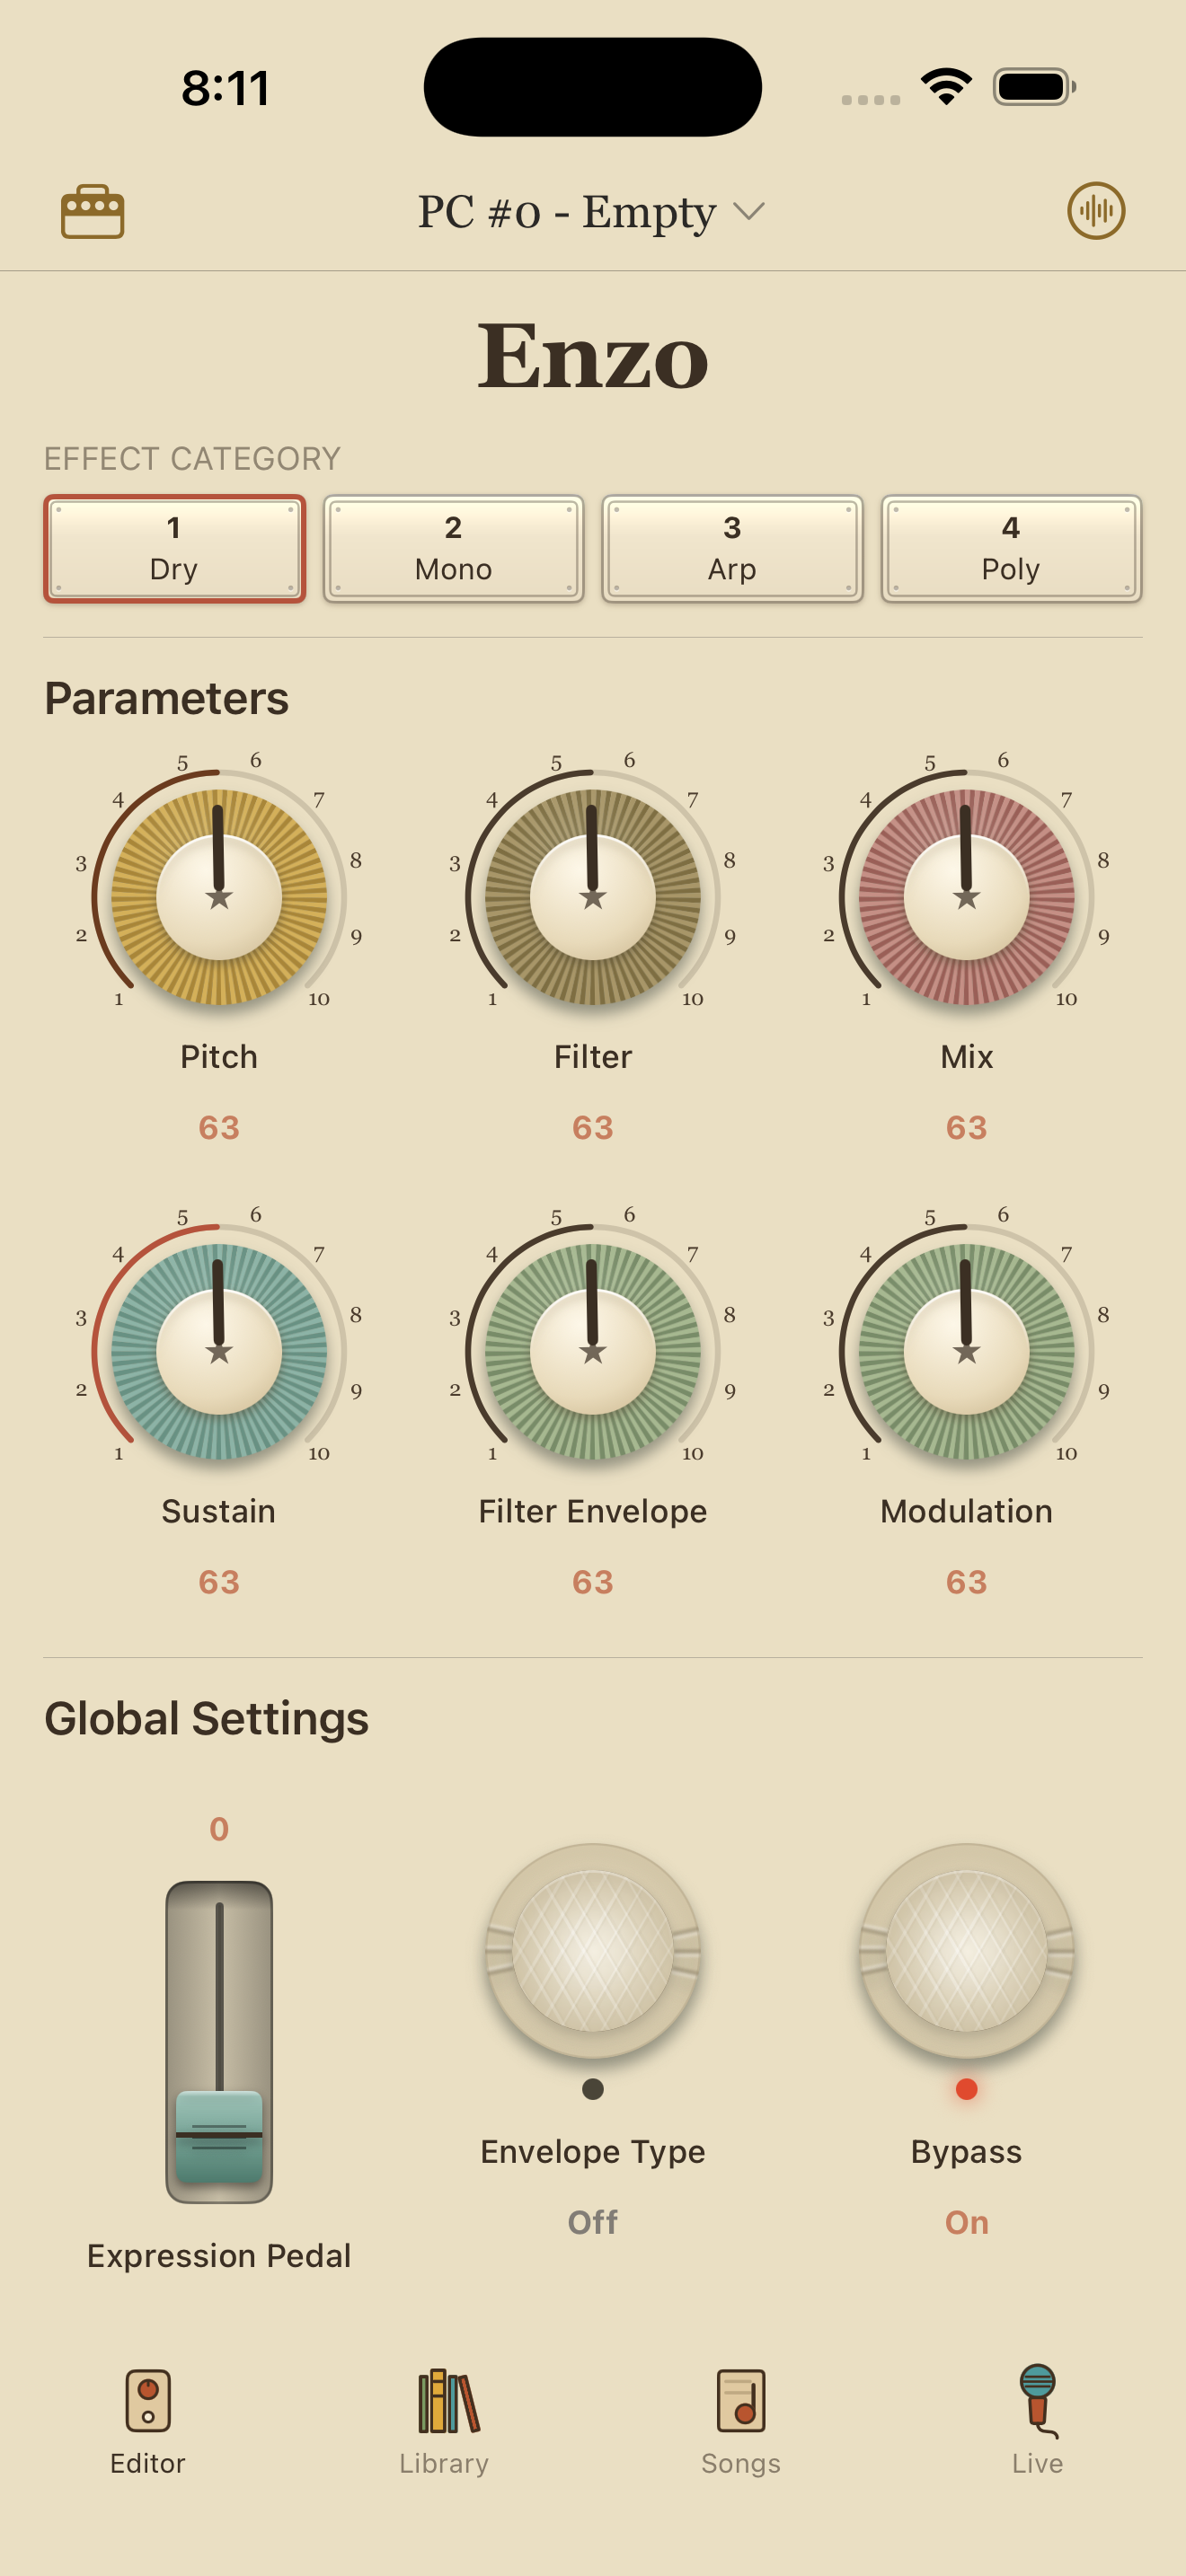 8:11
PC #0 - Empty
Enzo
EFFECT CATEGORY
1 2 3 4
Dry Mono Arp Poly
Parameters
1 2 3 4 5 6 7 8 9 10
1 2 3 4 5 6 7 8 9 10
1 2 3 4 5 6 7 8 9 10
Pitch Filter Mix
63 63 63
1 2 3 4 5 6 7 8 9 10
1 2 3 4 5 6 7 8 9 10
1 2 3 4 5 6 7 8 9 10
Sustain Filter Envelope Modulation
63 63 63
Global Settings
0
Envelope Type Bypass
Off On
Expression Pedal
Editor Library Songs Live